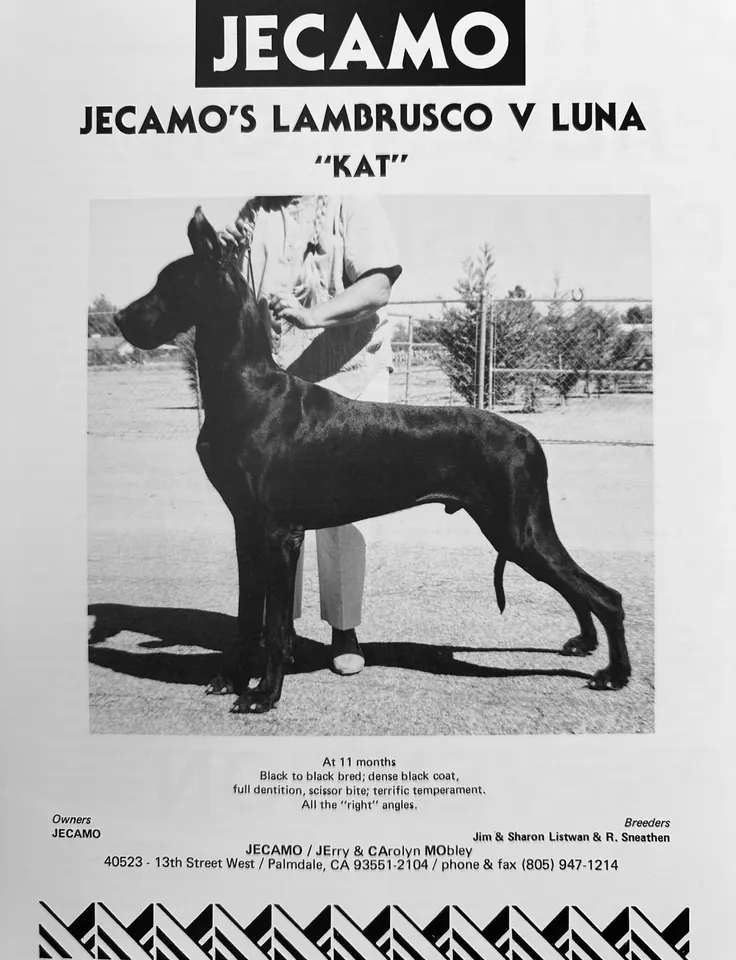 JECAMO
JECAMO'S LAMBRUSCO V LUNA
"KAT"
At 11 months
Black to black bred; dense black coat,
full dentition, scissor bite; terrific temperament.
All the "right" angles.
Owners
JECAMO
Breeders
Jim & Sharon Listwan & R. Sneathen
JECAMO / JErry & CArolyn MObley
40523 - 13th Street West / Palmdale, CA 93551-2104 / phone & fax (805) 947-1214